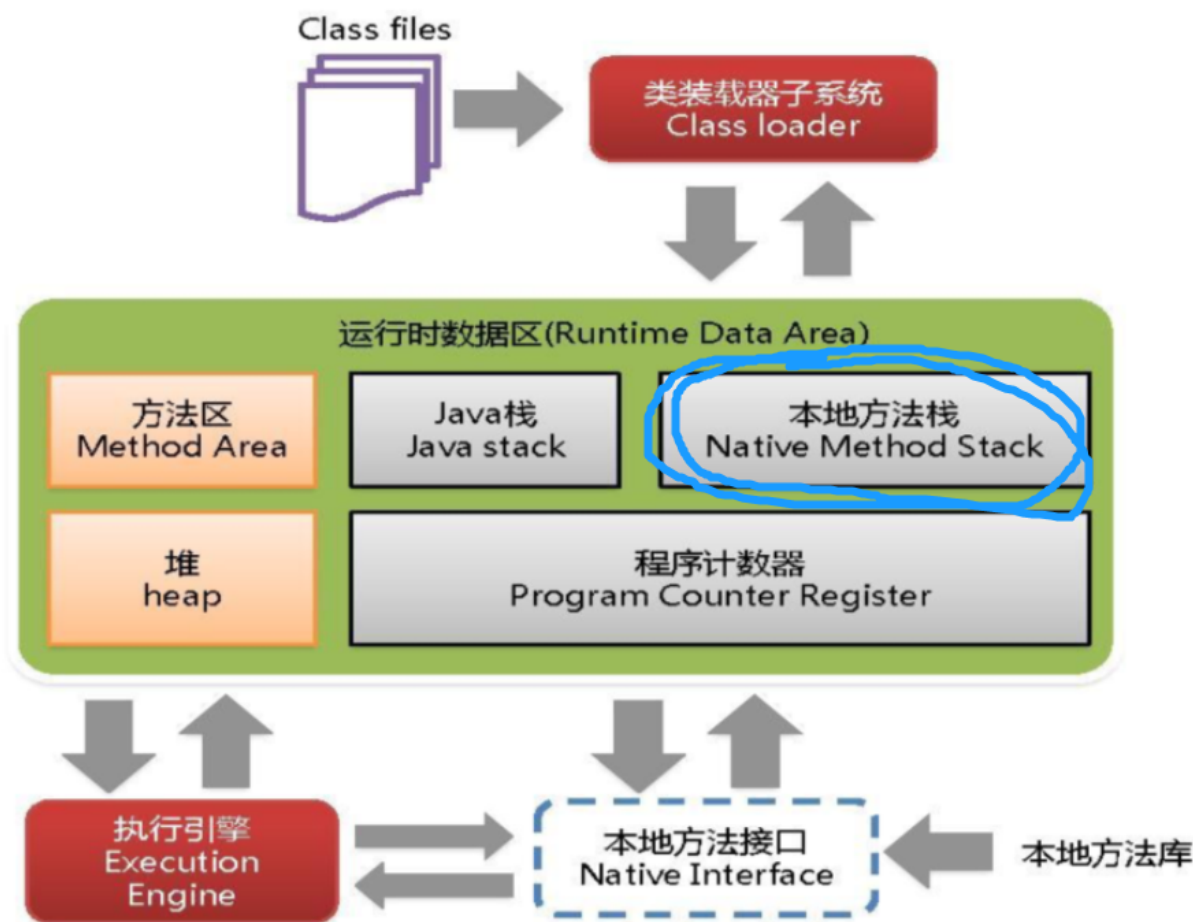 Class files
类装载器子系统
Class loader
运行时数据区(Runtime Data Area)
方法区
Method Area
Java栈
Java stack
本地方法栈
Native Method Stack
堆
heap
程序计数器
Program Counter Register
执行引擎
Execution
Engine
本地方法接口
Native Interface
本地方法库